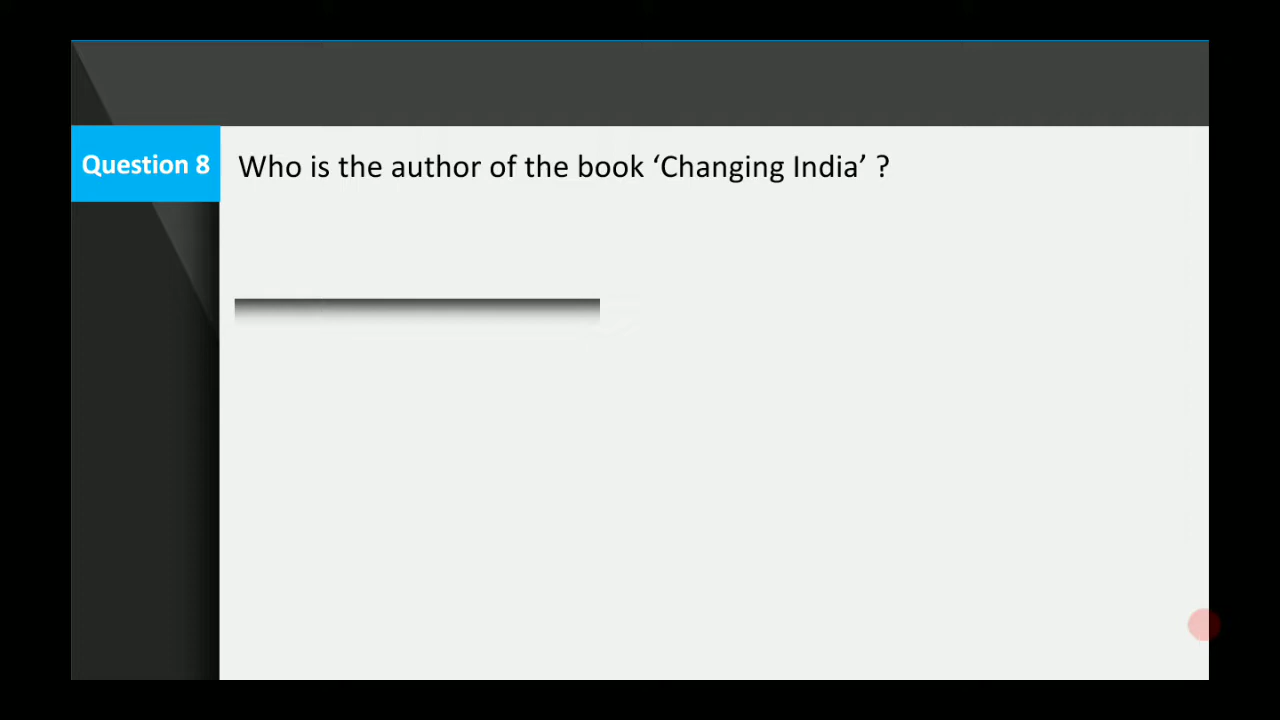 Question 8
Who is the author of the book ‘Changing India’ ?